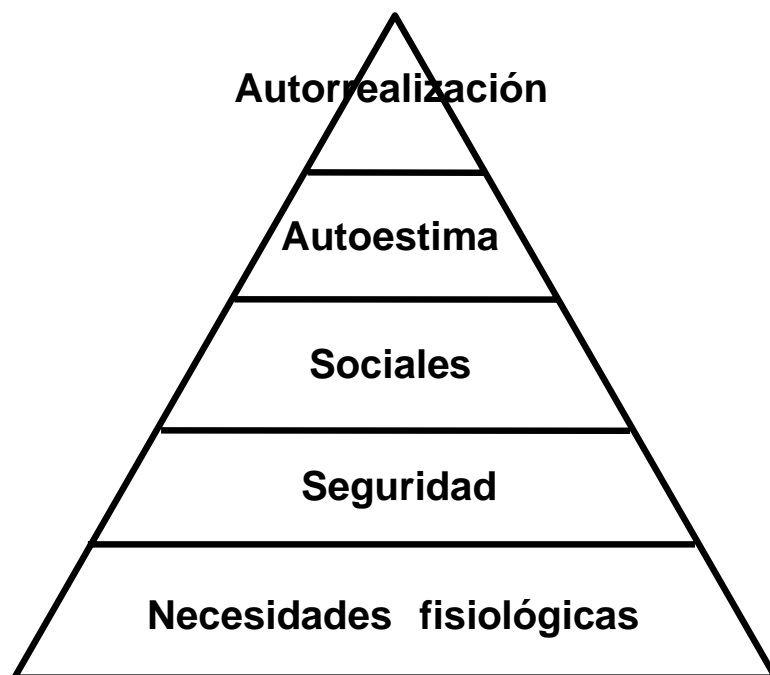 Autorrealización
Autoestima
Sociales
Seguridad
Necesidades fisiológicas